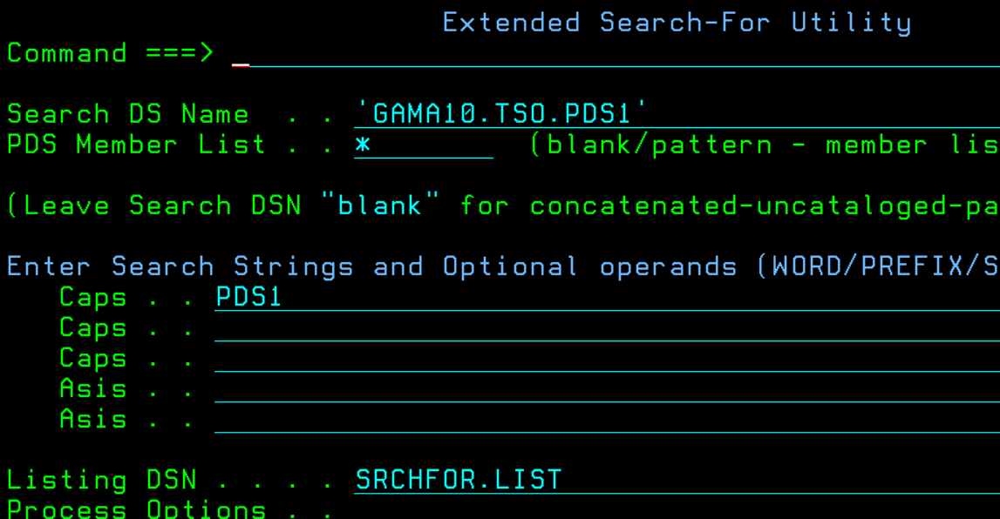 Extended Search-For Utility
Command ===> _
Search DS Name . . 'GAMA10.TSO.PDS1'
PDS Member List . . * (blank/pattern - member lis
(Leave Search DSN "blank" for concatenated-uncataloged-pa
Enter Search Strings and Optional operands (WORD/PREFIX/S
Caps . . PDS1
Caps . .
Caps . .
Asis . .
Asis . .
Listing DSN . . . . SRCHFOR.LIST
Process Options . .